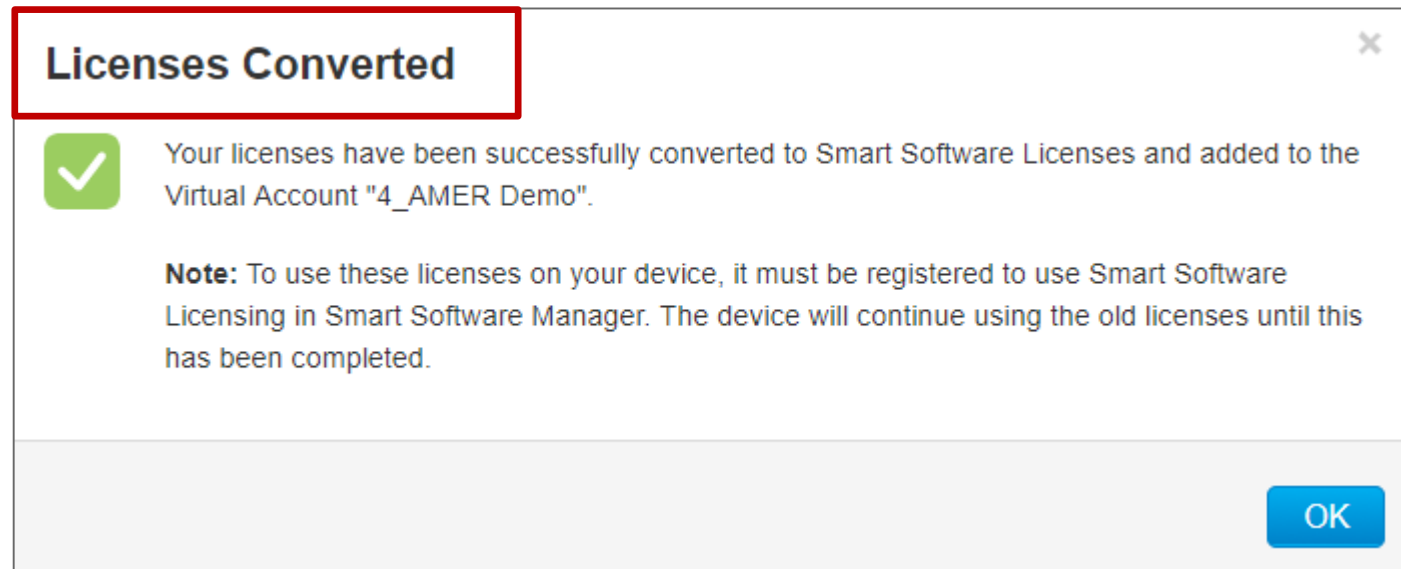 Licenses Converted
Your licenses have been successfully converted to Smart Software Licenses and added to the
Virtual Account "4_AMER Demo".
Note: To use these licenses on your device, it must be registered to use Smart Software
Licensing in Smart Software Manager. The device will continue using the old licenses until this
has been completed.
OK